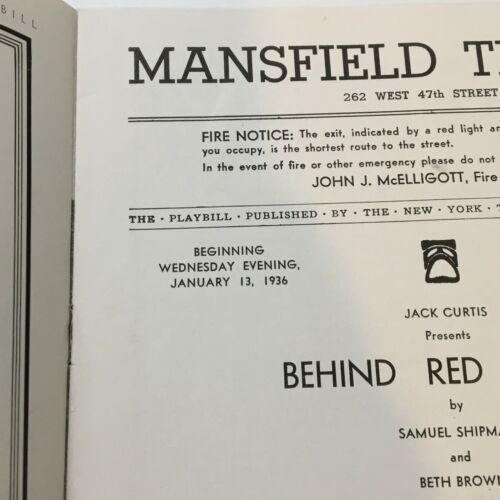 BILL
MANSFIELD T
262 WEST 47th STREET
FIRE NOTICE: The exit, indicated by a red light an
you occupy, is the shortest route to the street.
In the event of fire or other emergency please do not
JOHN J. McELLIGOTT, Fire
THE · PLAYBILL · PUBLISHED · BY · THE · NEW · YORK · T
BEGINNING
WEDNESDAY EVENING,
JANUARY 13, 1936
JACK CURTIS
Presents
BEHIND RED
by
SAMUEL SHIPMA
and
BETH BROWN